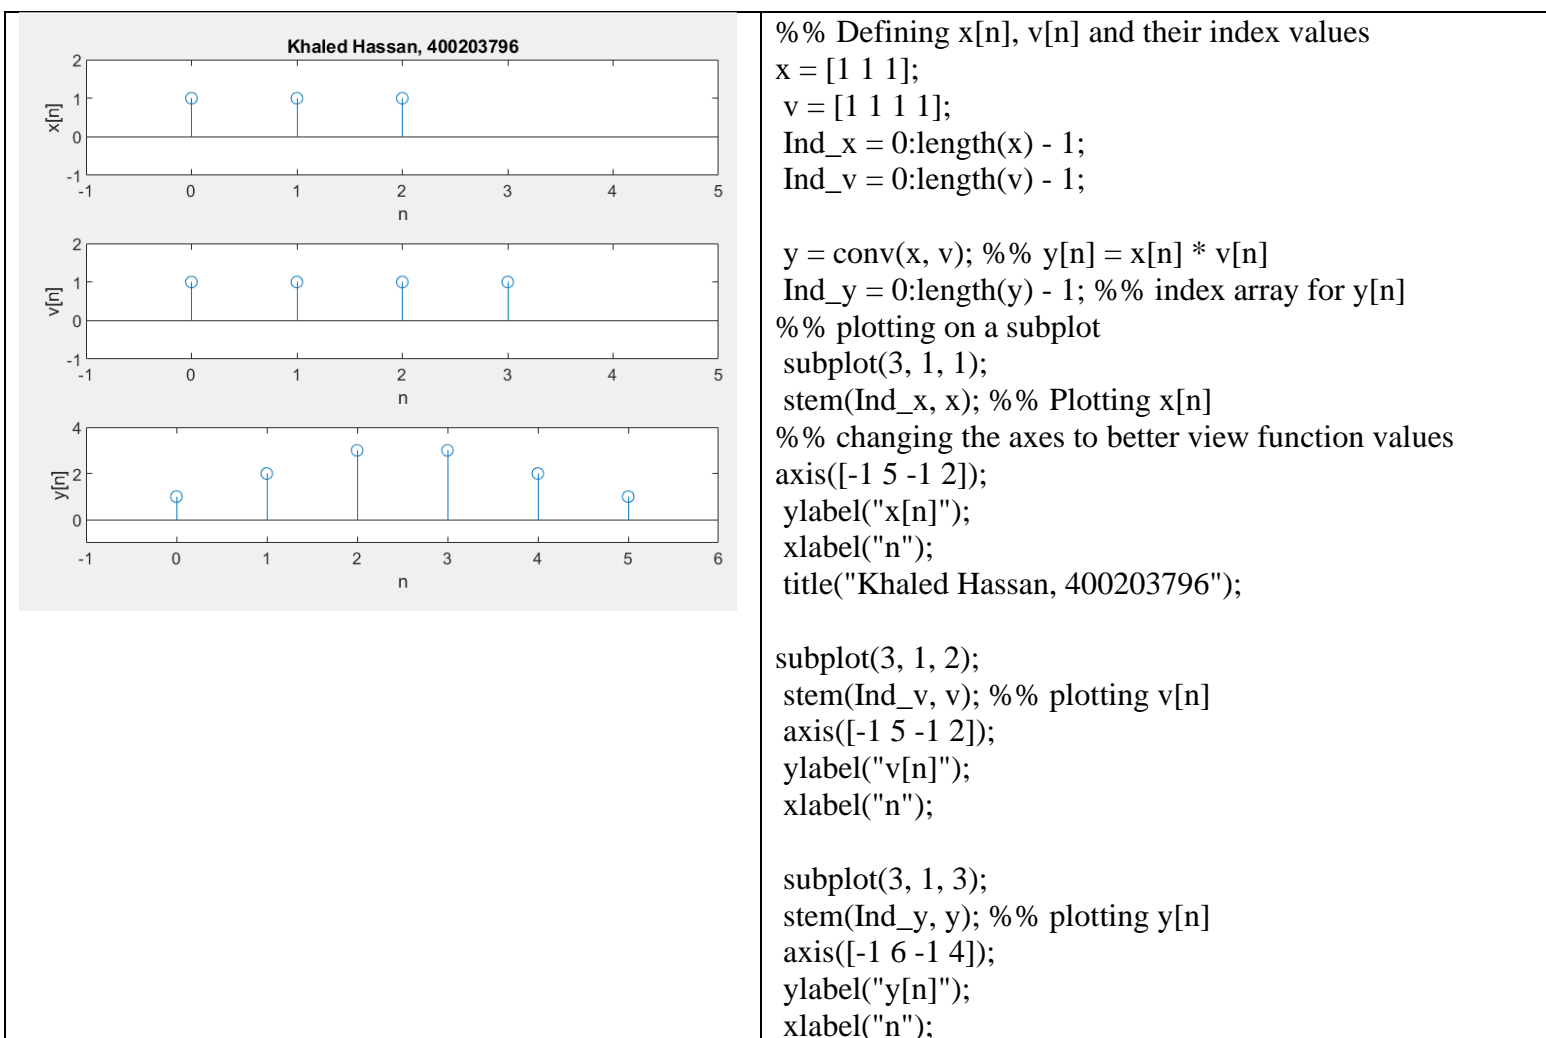 Khaled Hassan, 400203796
2
1
0
-1
x[n]
-1 0 1 2 3 4 5
n
2
1
0
-1
v[n]
-1 0 1 2 3 4 5
n
4
2
0
y[n]
-1 0 1 2 3 4 5 6
n
%% Defining x[n], v[n] and their index values
x = [1 1 1];
v = [1 1 1 1];
Ind_x = 0:length(x) - 1;
Ind_v = 0:length(v) - 1;
y = conv(x, v); %% y[n] = x[n] * v[n]
Ind_y = 0:length(y) - 1; %% index array for y[n]
%% plotting on a subplot
subplot(3, 1, 1);
stem(Ind_x, x); %% Plotting x[n]
%% changing the axes to better view function values
axis([-1 5 -1 2]);
ylabel("x[n]");
xlabel("n");
title("Khaled Hassan, 400203796");
subplot(3, 1, 2);
stem(Ind_v, v); %% plotting v[n]
axis([-1 5 -1 2]);
ylabel("v[n]");
xlabel("n");
subplot(3, 1, 3);
stem(Ind_y, y); %% plotting y[n]
axis([-1 6 -1 4]);
ylabel("y[n]");
xlabel("n");